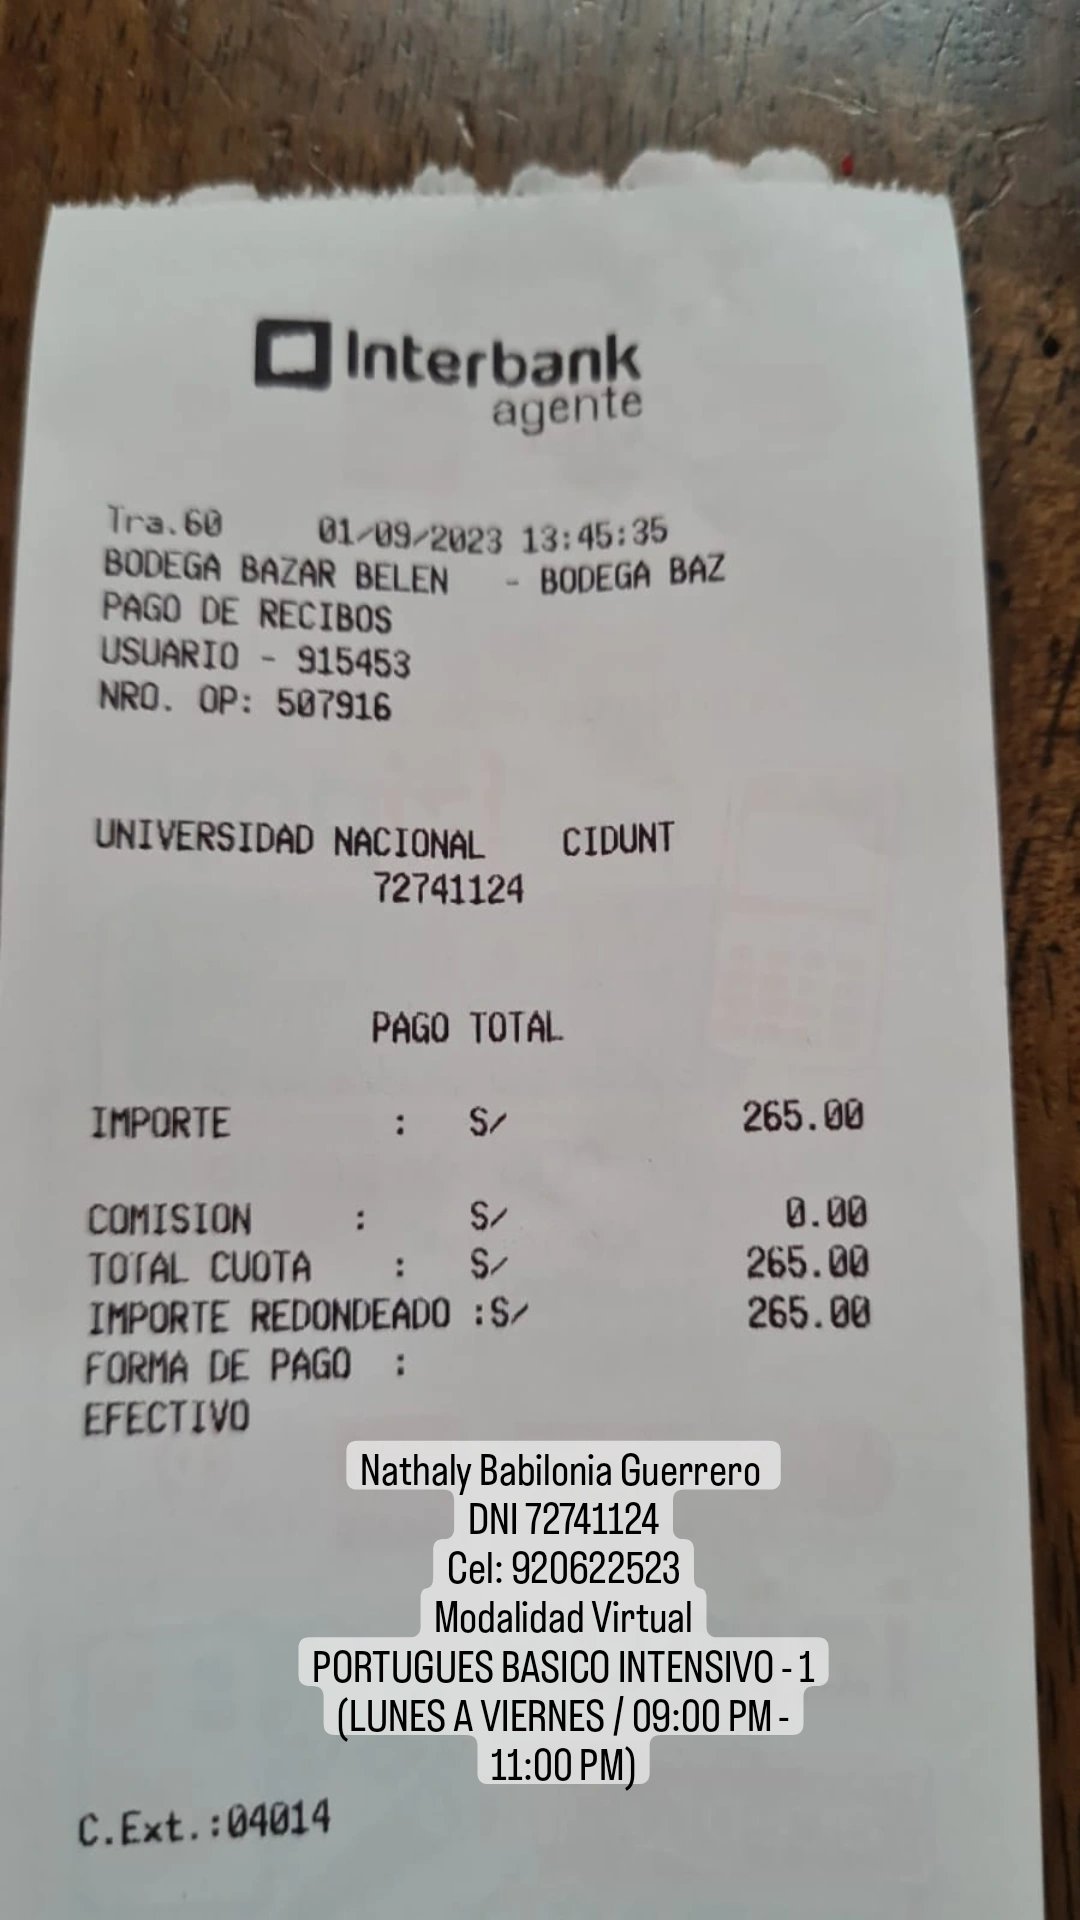 Interbank
agente
Tra.60 01/09/2023 13:45:35
BODEGA BAZAR BELEN - BODEGA BAZ
PAGO DE RECIBOS
USUARIO - 915453
NRO. OP: 507916
UNIVERSIDAD NACIONAL CIDUNT
72741124
PAGO TOTAL
IMPORTE : S/ 265.00
COMISION : S/ 0.00
TOTAL CUOTA : S/ 265.00
IMPORTE REDONDEADO :S/ 265.00
FORMA DE PAGO :
EFECTIVO
Nathaly Babilonia Guerrero
DNI 72741124
Cel: 920622523
Modalidad Virtual
PORTUGUES BASICO INTENSIVO - 1
(LUNES A VIERNES / 09:00 PM -
11:00 PM)
C.Ext.:04014